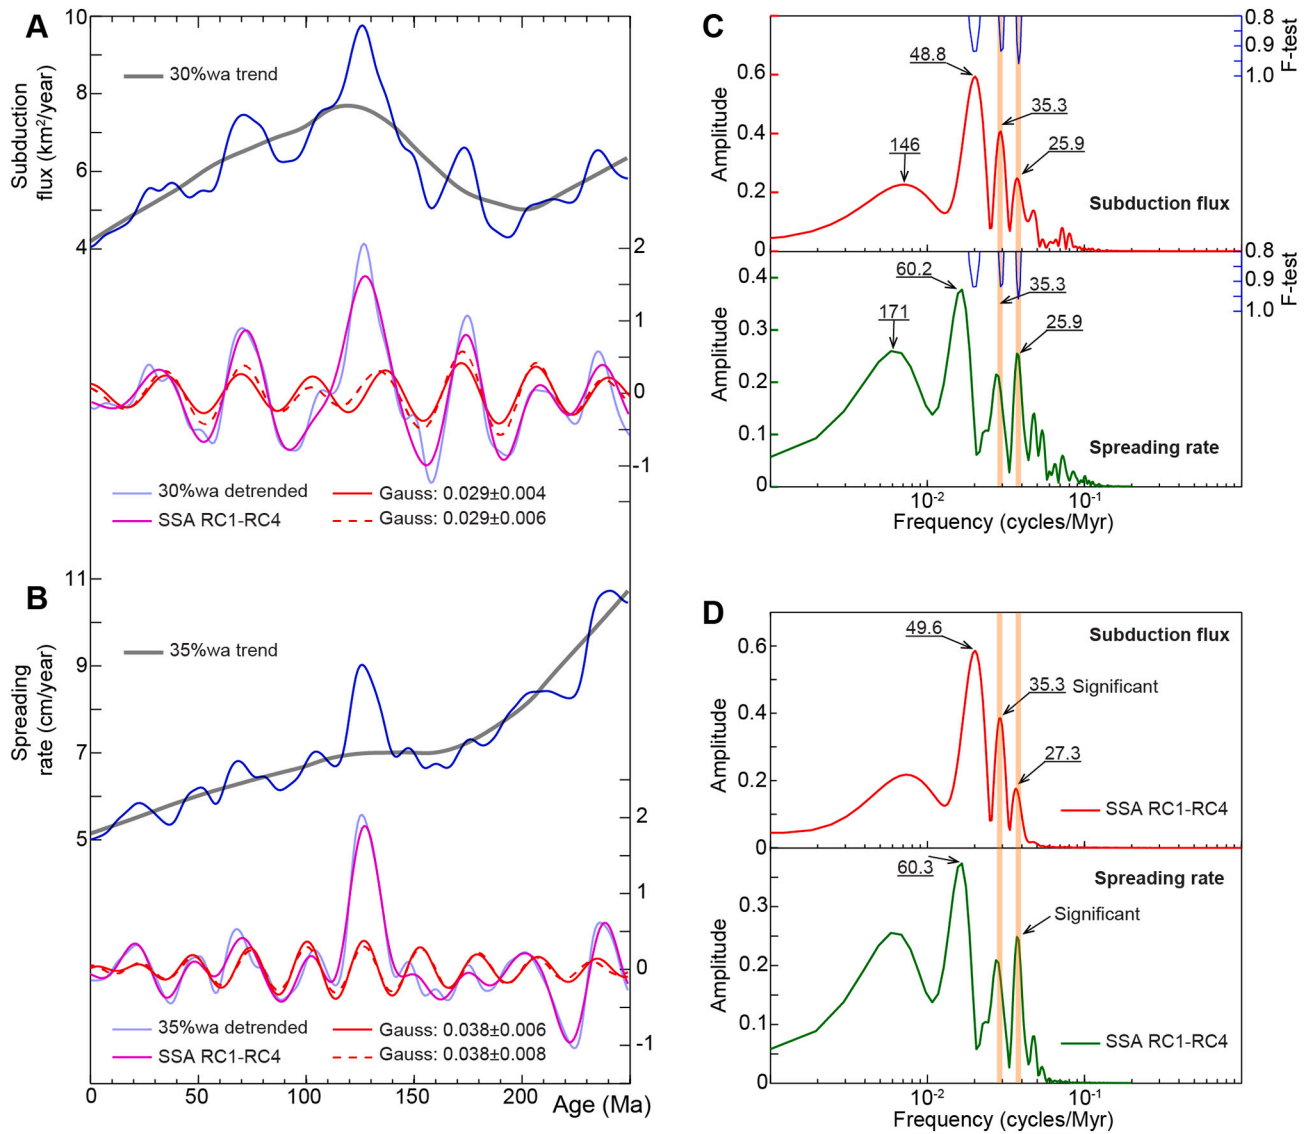 A
10
8
6
4
Subduction
flux (km²/year)
30%wa trend
2
1
0
-1
30%wa detrended
SSA RC1-RC4
Gauss: 0.029±0.004
Gauss: 0.029±0.006
B
11
9
7
5
Spreading
rate (cm/year)
35%wa trend
2
1
0
-1
35%wa detrended
SSA RC1-RC4
Gauss: 0.038±0.006
Gauss: 0.038±0.008
0
50
100
150
200
Age (Ma)
C
0.6
0.4
0.2
0
Amplitude
146
48.8
35.3
25.9
Subduction flux
0.8
0.9
1.0
F-test
0.4
0.3
0.2
0.1
0
Amplitude
171
60.2
35.3
25.9
Spreading rate
0.8
0.9
1.0
F-test
10⁻²
10⁻¹
Frequency (cycles/Myr)
D
0.6
0.4
0.2
0
Amplitude
49.6
35.3 Significant
27.3
Subduction flux
SSA RC1-RC4
0.3
0.2
0.1
0
Amplitude
60.3
Significant
Spreading rate
SSA RC1-RC4
10⁻²
10⁻¹
Frequency (cycles/Myr)